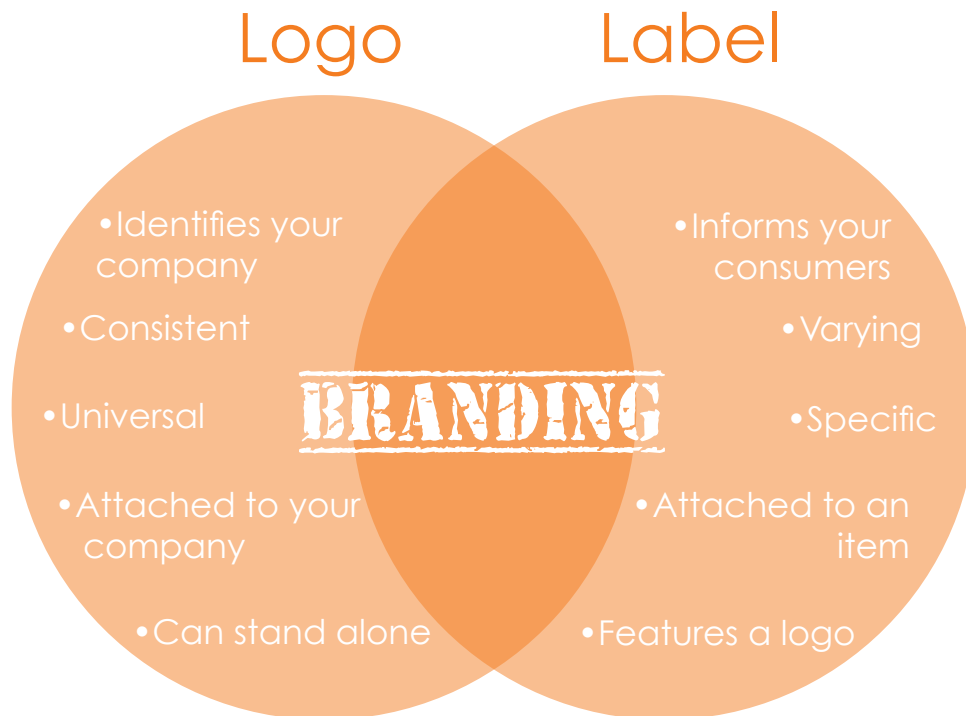 Logo
Label
•Identifies your
company
•Consistent
•Universal
•Attached to your
company
•Can stand alone
BRANDING
•Informs your
consumers
•Varying
•Specific
•Attached to an
item
•Features a logo